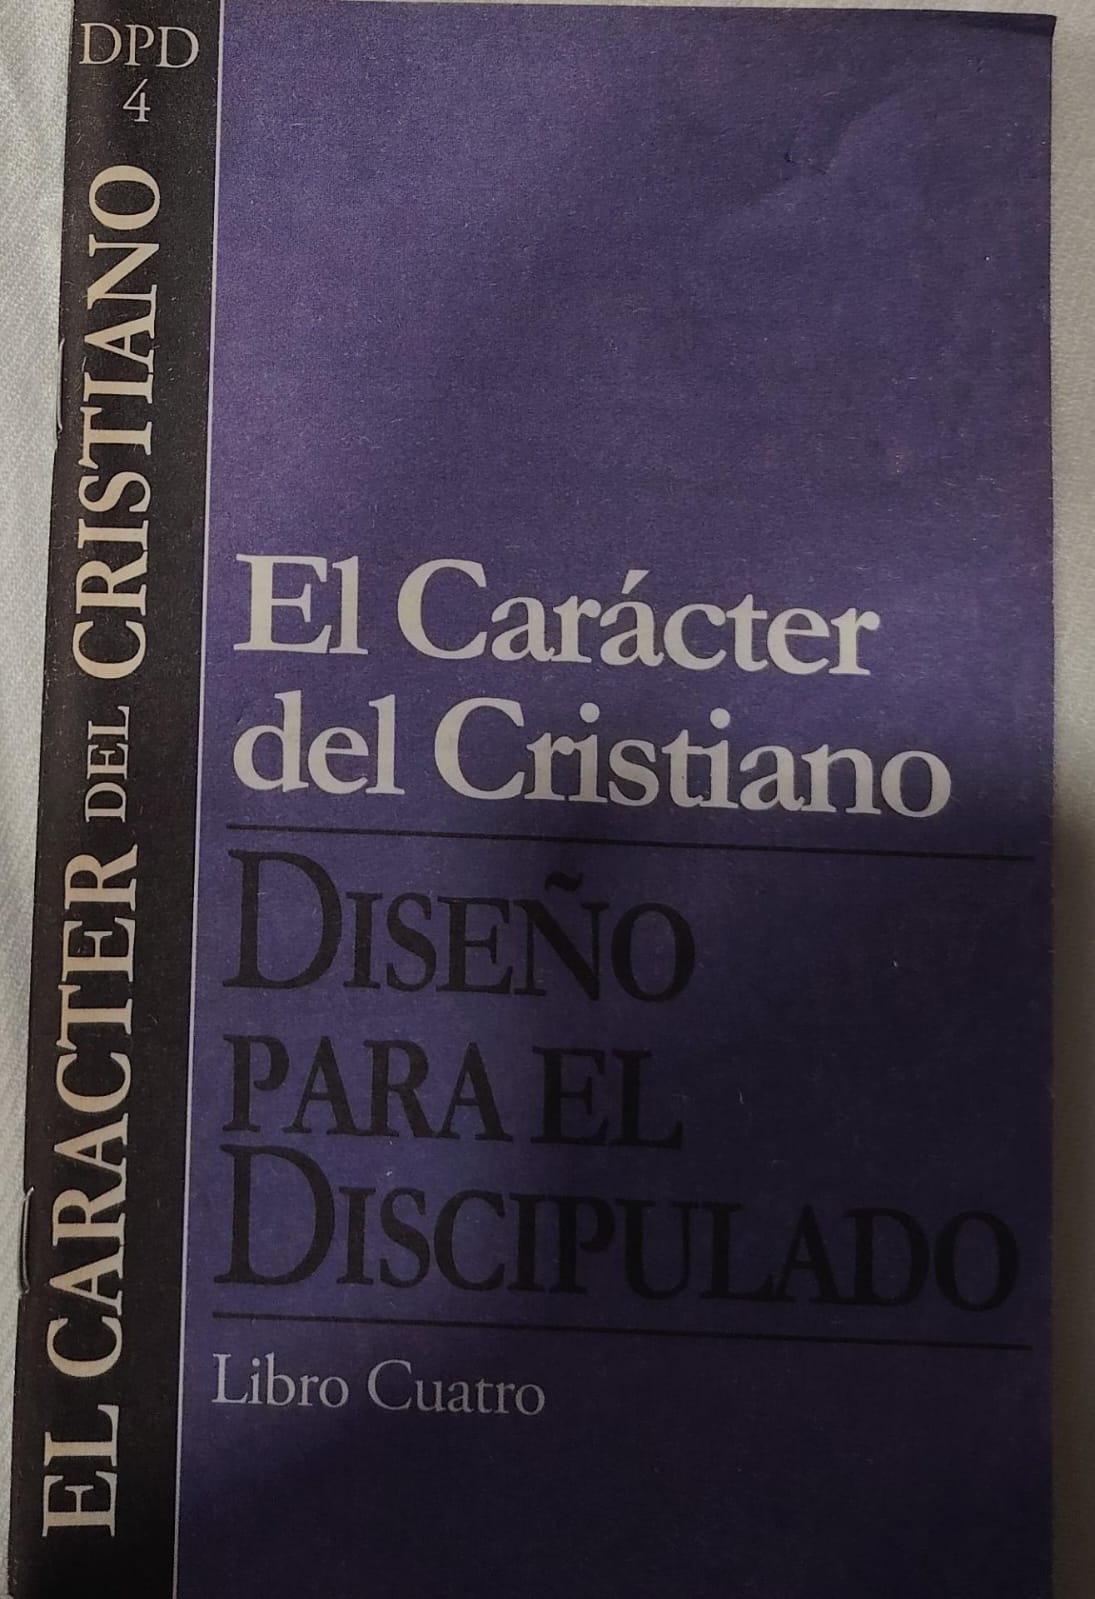 DPD
4
EL CARACTER DEL CRISTIANO
El Carácter
del Cristiano
DISEÑO
PARA EL
DISCIPULADO
Libro Cuatro